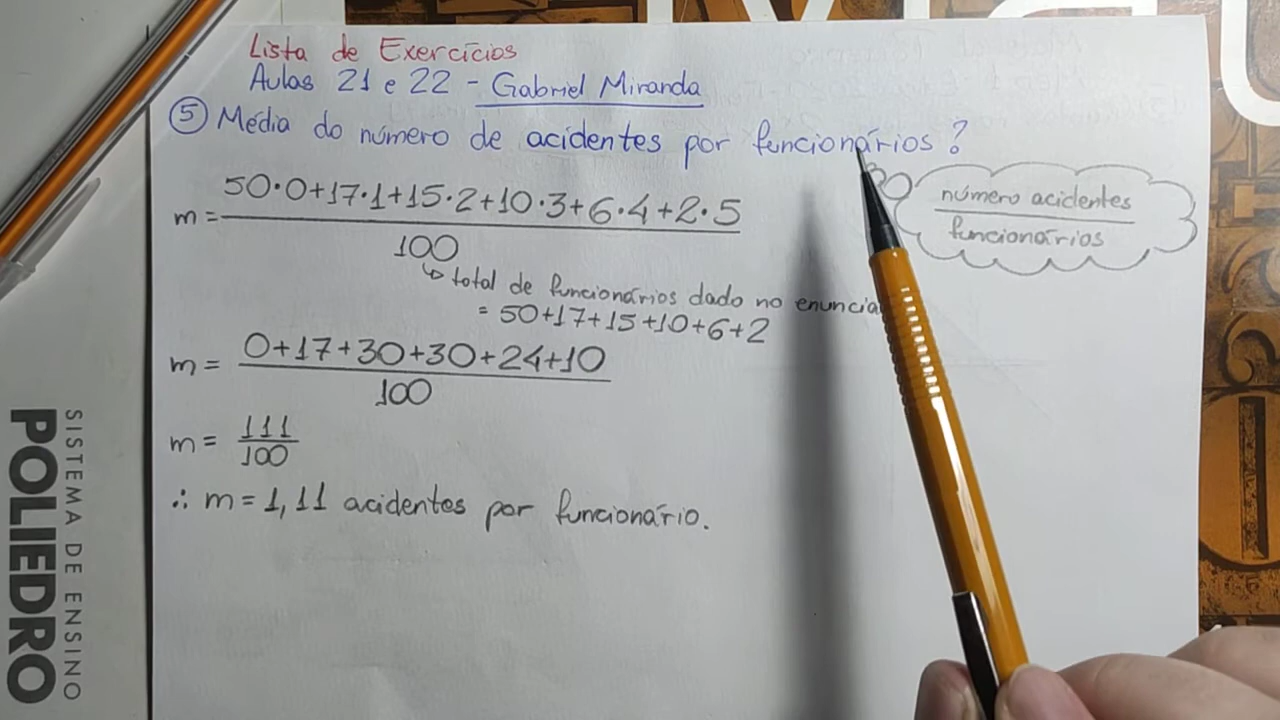 Lista de Exercícios
Aulas 21 e 22 - Gabriel Miranda
⑤ Média do número de acidentes por funcionários?
m = 50·0+17·1+15·2+10·3+6·4+2·5
100
número acidentes
funcionários
↳ total de funcionários dado no
= 50+17+15+10+6+2
m = 0+17+30+30+24+10
100
m = 111
100
∴ m = 1,11 acidentes por funcionário.
SISTEMA DE ENSINO
POLIEDRO